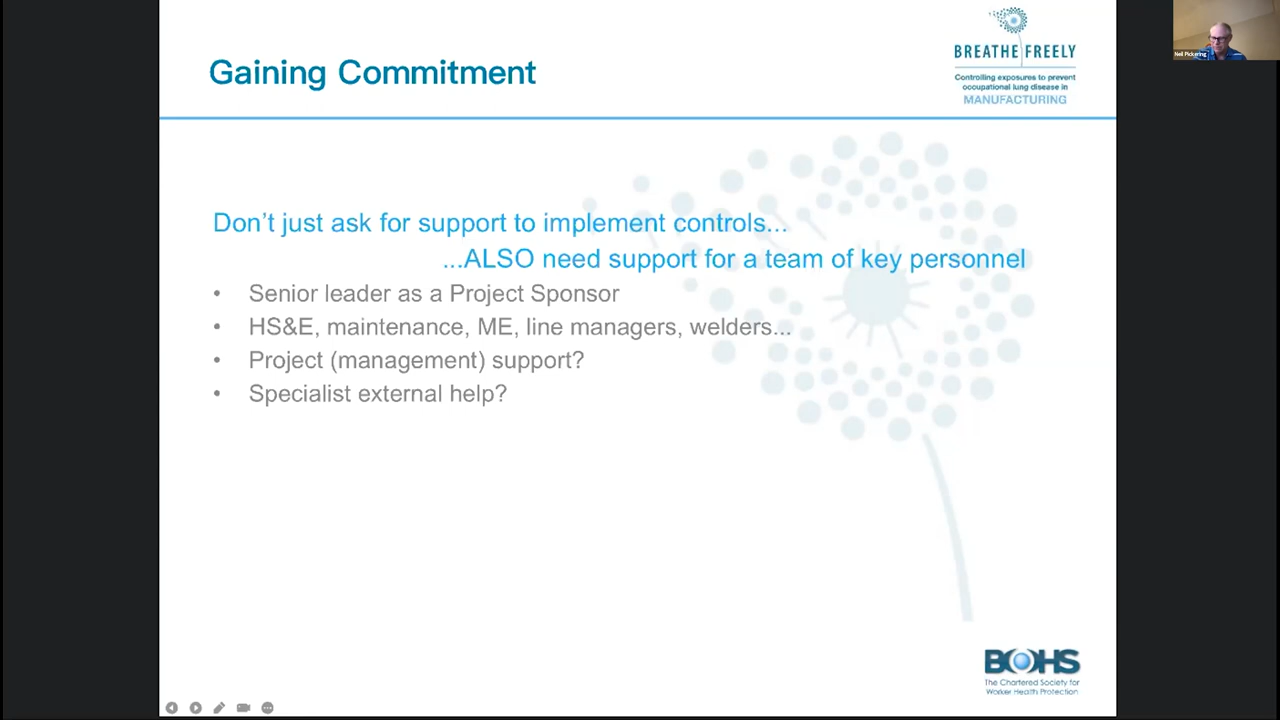 Gaining Commitment
BREATHE FREELY
Controlling exposures to prevent
occupational lung disease in
MANUFACTURING
Neil Pickering
Don't just ask for support to implement controls...
...ALSO need support for a team of key personnel
• Senior leader as a Project Sponsor
• HS&E, maintenance, ME, line managers, welders...
• Project (management) support?
• Specialist external help?
BOHS
The Chartered Society for
Worker Health Protection